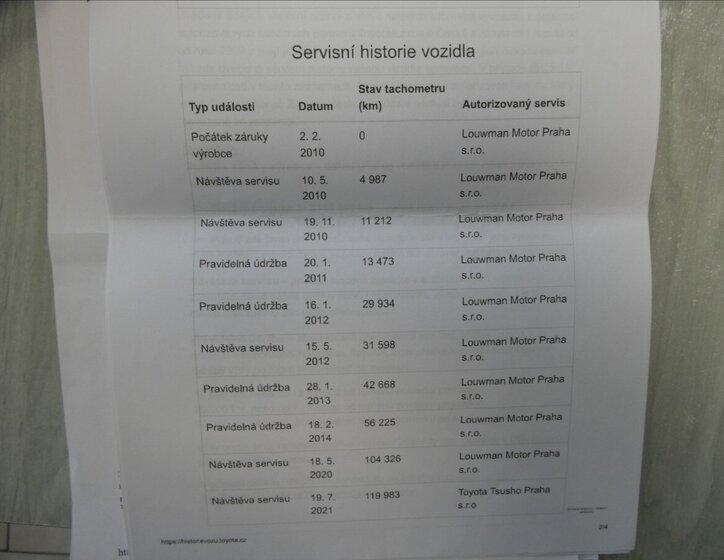 Servisní historie vozidla
Stav tachometru
Typ události Datum (km) Autorizovaný servis
Počátek záruky 2. 2. 0 Louwman Motor Praha
výrobce 2010 s.r.o.
Návštěva servisu 10. 5. 4 987 Louwman Motor Praha
2010 s.r.o.
Návštěva servisu 19. 11. 11 212 Louwman Motor Praha
2010 s.r.o.
Pravidelná údržba 20. 1. 13 473 Louwman Motor Praha
2011 s.r.o.
Pravidelná údržba 16. 1. 29 934 Louwman Motor Praha
2012 s.r.o.
Návštěva servisu 15. 5. 31 598 Louwman Motor Praha
2012 s.r.o.
Pravidelná údržba 28. 1. 42 668 Louwman Motor Praha
2013 s.r.o.
Pravidelná údržba 18. 2. 56 225 Louwman Motor Praha
2014 s.r.o.
Návštěva servisu 18. 5. 104 326 Louwman Motor Praha
2020 s.r.o.
Návštěva servisu 19. 7. 119 983 Toyota Tsusho Praha
2021 s.r.o
https://historievozu.toyota.cz 2/4